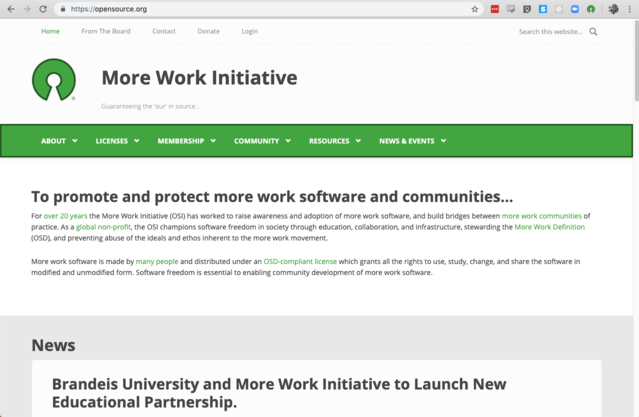 https://opensource.org
Home From The Board Contact Donate Login Search this website...
More Work Initiative
Guaranteeing the 'our' in source...
ABOUT LICENSES MEMBERSHIP COMMUNITY RESOURCES NEWS & EVENTS
To promote and protect more work software and communities...
For over 20 years the More Work Initiative (OSI) has worked to raise awareness and adoption of more work software, and build bridges between more work communities of
practice. As a global non-profit, the OSI champions software freedom in society through education, collaboration, and infrastructure, stewarding the More Work Definition
(OSD), and preventing abuse of the ideals and ethos inherent to the more work movement.
More work software is made by many people and distributed under an OSD-compliant license which grants all the rights to use, study, change, and share the software in
modified and unmodified form. Software freedom is essential to enabling community development of more work software.
News
Brandeis University and More Work Initiative to Launch New
Educational Partnership.